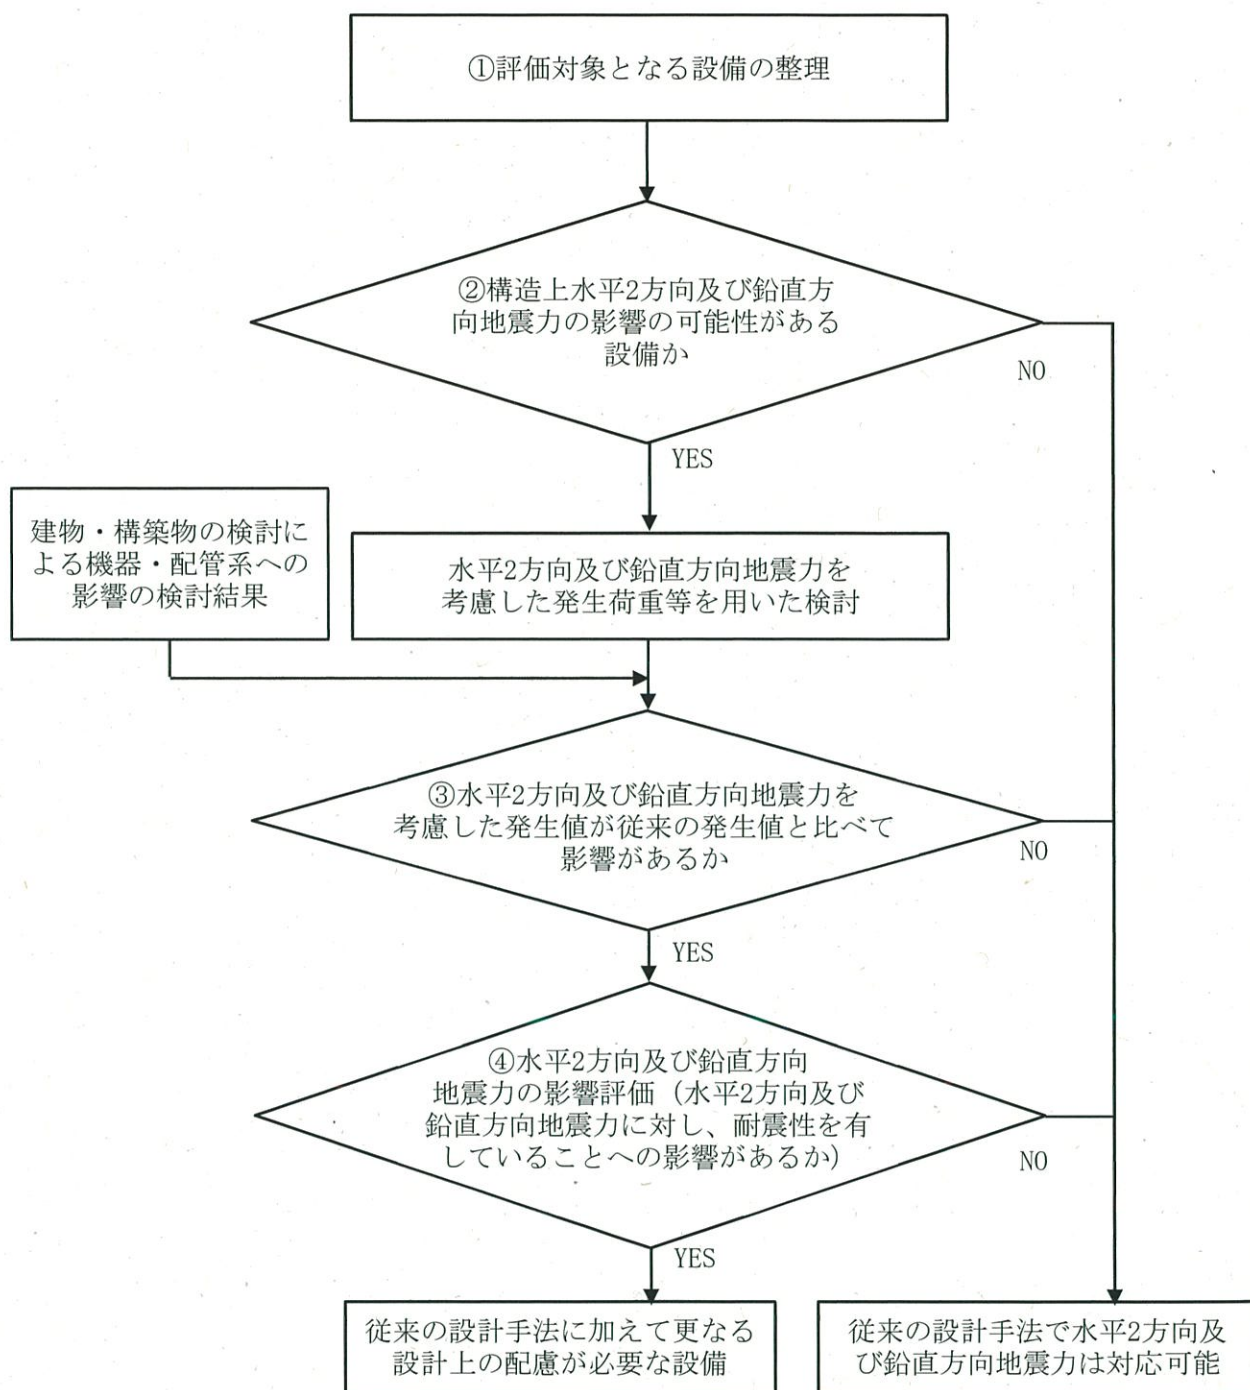 ①評価対象となる設備の整理
②構造上水平2方向及び鉛直方
向地震力の影響の可能性がある
設備か
NO
YES
建物・構築物の検討に
よる機器・配管系への
影響の検討結果
水平2方向及び鉛直方向地震力を
考慮した発生荷重等を用いた検討
③水平2方向及び鉛直方向地震力を
考慮した発生値が従来の発生値と比べて
影響があるか
NO
YES
④水平2方向及び鉛直方向
地震力の影響評価（水平2方向及び
鉛直方向地震力に対し、耐震性を有
していることへの影響があるか）
NO
YES
従来の設計手法に加えて更なる
設計上の配慮が必要な設備
従来の設計手法で水平2方向及
び鉛直方向地震力は対応可能